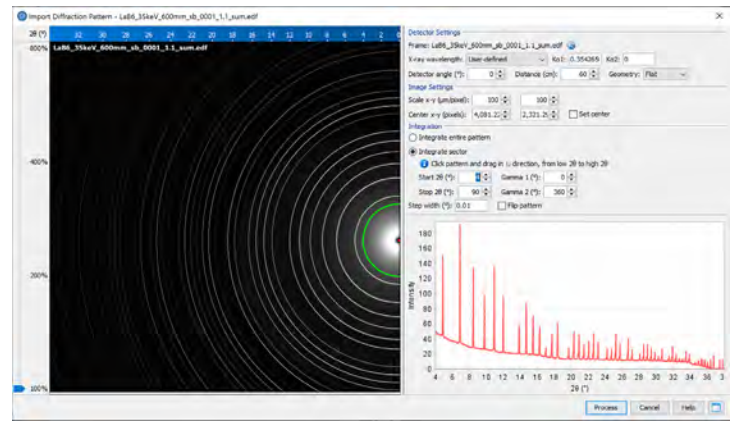 Import Diffraction Pattern - LaB6_35keV_600mm_xb_0001_1.1_sum.edf
2θ (°) 32 30 28 26 24 22 20 18 16 14 12 10 8 6 4 2 0
800%
LaB6_35keV_600mm_xb_0001_1.1_sum.edf
400%
200%
100%
Detector Settings
Frame: LaB6_35keV_600mm_xb_0001_1.1_sum.edf
X-ray wavelength: User-defined Kα1: 0.354265 Kα2: 0
Detector angle (°): 0 Distance (cm): 60 Geometry: Flat
Image Settings
Scale x-y (µm/pixel): 100 100
Center x-y (pixels): Set center
Integration
Integrate entire pattern
Integrate sector
Click pattern and drag in direction, from low 2θ to high 2θ
Start 2θ (°): Gamma 1 (°): 0
Stop 2θ (°): 90 Gamma 2 (°): 360
Step width (°): 0.01 Flip pattern
Intensity
180
160
140
120
100
80
60
40
20
0
4 6 8 10 12 14 16 18 20 22 24 26 28 30 32 34 36 3
2θ (°)
Process Cancel Help